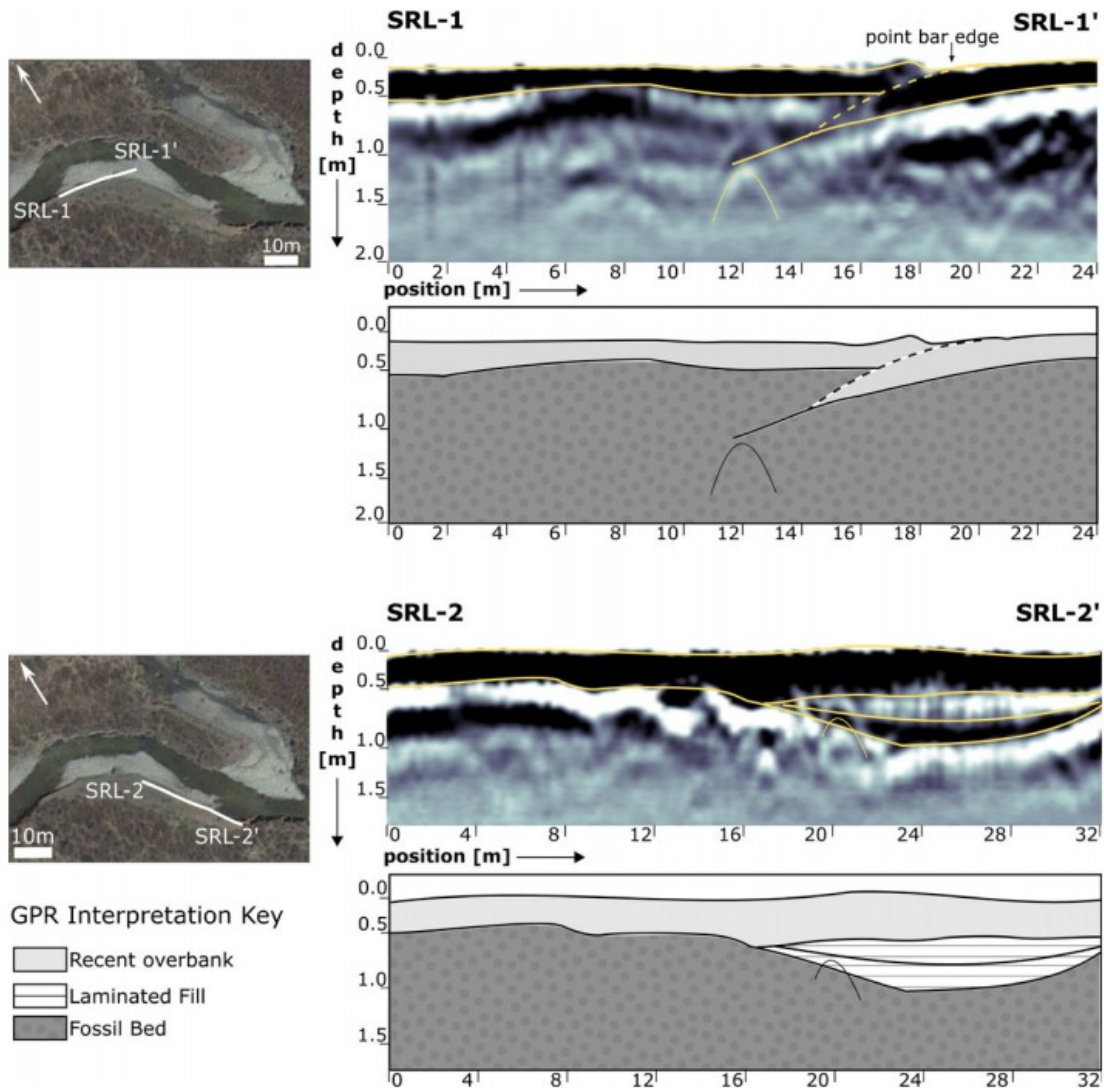 SRL-1
SRL-1'
point bar edge
SRL-1'
SRL-1
10m
depth
[m]
0.0
0.5
1.0
1.5
2.0
0 2 4 6 8 10 12 14 16 18 20 22 24
position [m]
0.0
0.5
1.0
1.5
2.0
0 2 4 6 8 10 12 14 16 18 20 22 24
SRL-2
SRL-2'
SRL-2
SRL-2'
10m
depth
[m]
0.0
0.5
1.0
1.5
0 4 8 12 16 20 24 28 32
position [m]
GPR Interpretation Key
Recent overbank
Laminated Fill
Fossil Bed
0.0
0.5
1.0
1.5
0 4 8 12 16 20 24 28 32